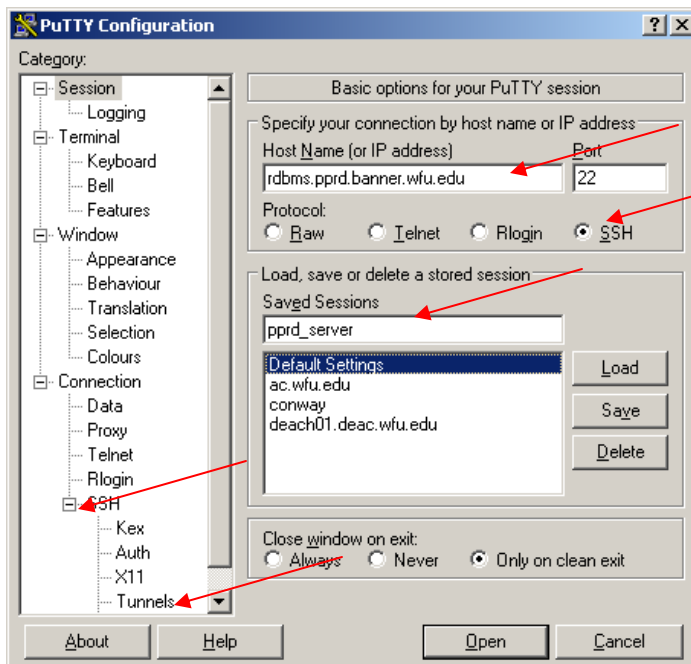 PuTTY Configuration
Category:
Session
Logging
Terminal
Keyboard
Bell
Features
Window
Appearance
Behaviour
Translation
Selection
Colours
Connection
Data
Proxy
Telnet
Rlogin
SSH
Kex
Auth
X11
Tunnels
Basic options for your PuTTY session
Specify your connection by host name or IP address
Host Name (or IP address) Port
rdbms.pprd.banner.wfu.edu 22
Protocol:
Raw Telnet Rlogin SSH
Load, save or delete a stored session
Saved Sessions
pprd_server
Default Settings
ac.wfu.edu
conway
deach01.deac.wfu.edu
Load
Save
Delete
Close window on exit:
Always Never Only on clean exit
About Help Open Cancel